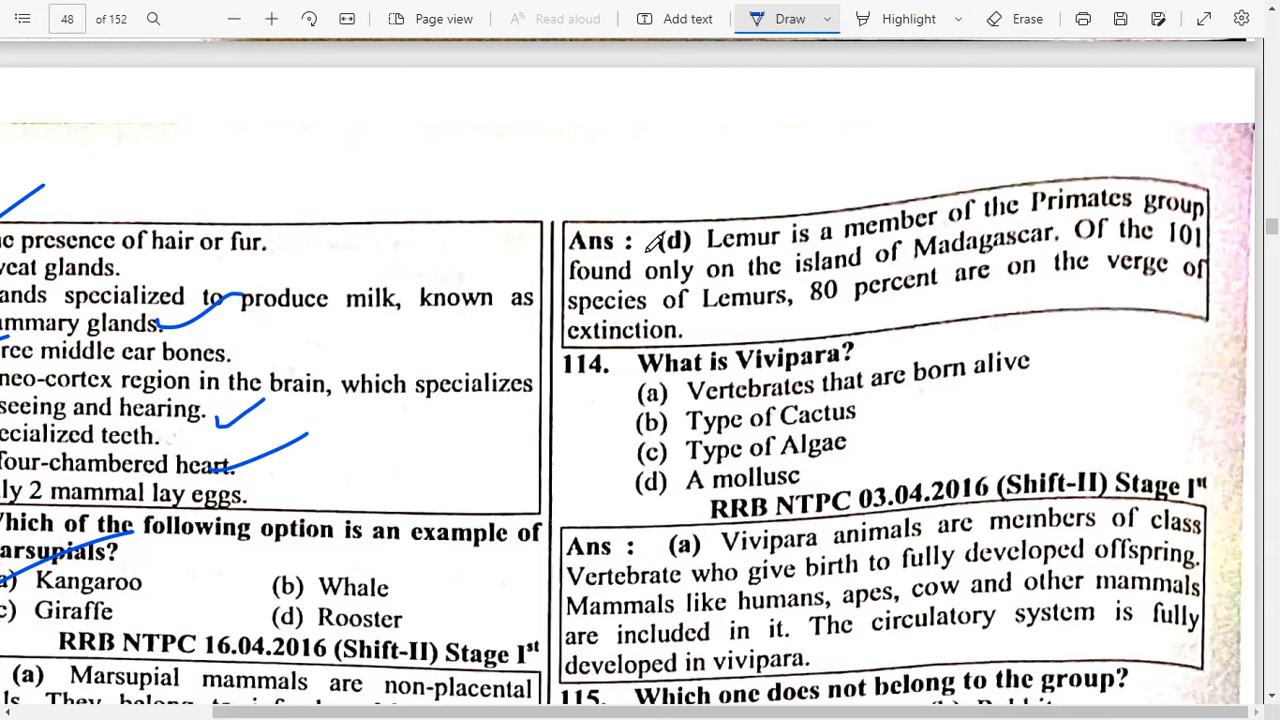 48 of 152
Page view
Read aloud
Add text
Draw
Highlight
Erase
presence of hair or fur.
glands.
specialized to produce milk, known as
glands.
middle ear bones.
neo-cortex region in the brain, which specializes
seeing and hearing.
teeth.
four-chambered heart.
2 mammal lay eggs.
of the following option is an example of
Kangaroo (b) Whale
Giraffe (d) Rooster
RRB NTPC 16.04.2016 (Shift-II) Stage Ist
(a) Marsupial mammals are non-placental
They belong to
Ans : (d) Lemur is a member of the Primates group
found only on the island of Madagascar. Of the 101
species of Lemurs, 80 percent are on the verge of
extinction.
114. What is Vivipara?
(a) Vertebrates that are born alive
(b) Type of Cactus
(c) Type of Algae
(d) A mollusc
RRB NTPC 03.04.2016 (Shift-II) Stage Ist
Ans : (a) Vivipara animals are members of class
Vertebrate who give birth to fully developed offspring.
Mammals like humans, apes, cow and other mammals
are included in it. The circulatory system is fully
developed in vivipara.
115. Which one does not belong to the group?